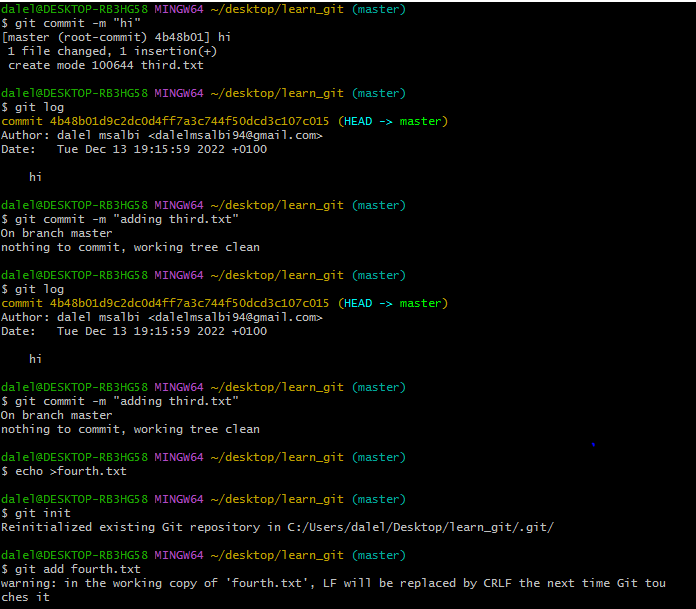 dalel@DESKTOP-RB3HG58 MINGW64 ~/desktop/learn_git (master)
$ git commit -m "hi"
[master (root-commit) 4b48b01] hi
 1 file changed, 1 insertion(+)
 create mode 100644 third.txt

dalel@DESKTOP-RB3HG58 MINGW64 ~/desktop/learn_git (master)
$ git log
commit 4b48b01d9c2dc0d4ff7a3c744f50dcd3c107c015 (HEAD -> master)
Author: dalel msalbi <dalelmsalbi94@gmail.com>
Date:   Tue Dec 13 19:15:59 2022 +0100

    hi

dalel@DESKTOP-RB3HG58 MINGW64 ~/desktop/learn_git (master)
$ git commit -m "adding third.txt"
On branch master
nothing to commit, working tree clean

dalel@DESKTOP-RB3HG58 MINGW64 ~/desktop/learn_git (master)
$ git log
commit 4b48b01d9c2dc0d4ff7a3c744f50dcd3c107c015 (HEAD -> master)
Author: dalel msalbi <dalelmsalbi94@gmail.com>
Date:   Tue Dec 13 19:15:59 2022 +0100

    hi

dalel@DESKTOP-RB3HG58 MINGW64 ~/desktop/learn_git (master)
$ git commit -m "adding third.txt"
On branch master
nothing to commit, working tree clean

dalel@DESKTOP-RB3HG58 MINGW64 ~/desktop/learn_git (master)
$ echo >fourth.txt

dalel@DESKTOP-RB3HG58 MINGW64 ~/desktop/learn_git (master)
$ git init
Reinitialized existing Git repository in C:/Users/dalel/Desktop/learn_git/.git/

dalel@DESKTOP-RB3HG58 MINGW64 ~/desktop/learn_git (master)
$ git add fourth.txt
warning: in the working copy of 'fourth.txt', LF will be replaced by CRLF the next time Git tou
ches it